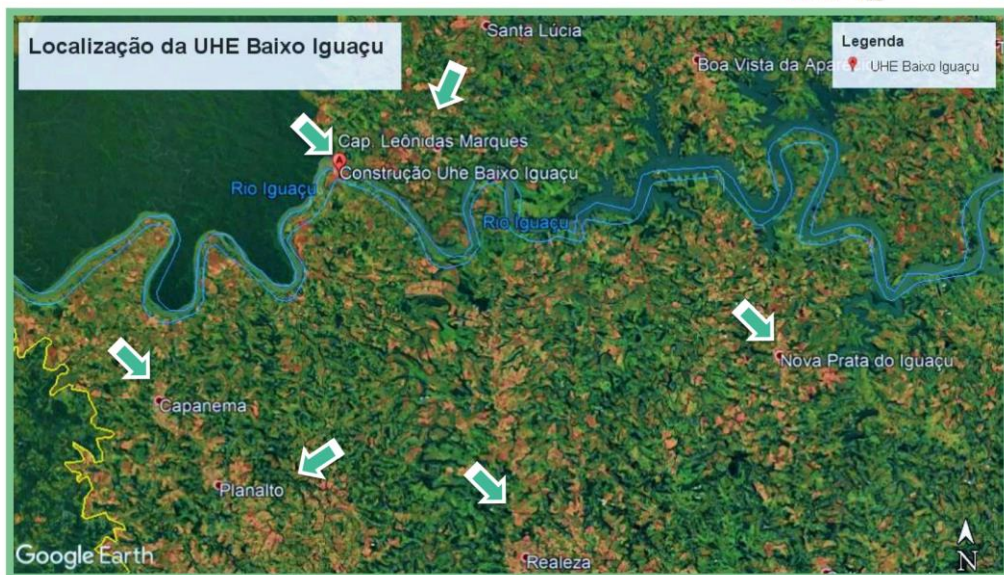 Localização da UHE Baixo Iguaçu
Santa Lúcia
Legenda
UHE Baixo Iguaçu
Boa Vista da Apare
Cap. Leônidas Marques
Construção Uhe Baixo Iguaçu
Rio Iguaçu
Rio Iguaçu
Nova Prata do Iguaçu
Capanema
Planalto
Realeza
Google Earth
N